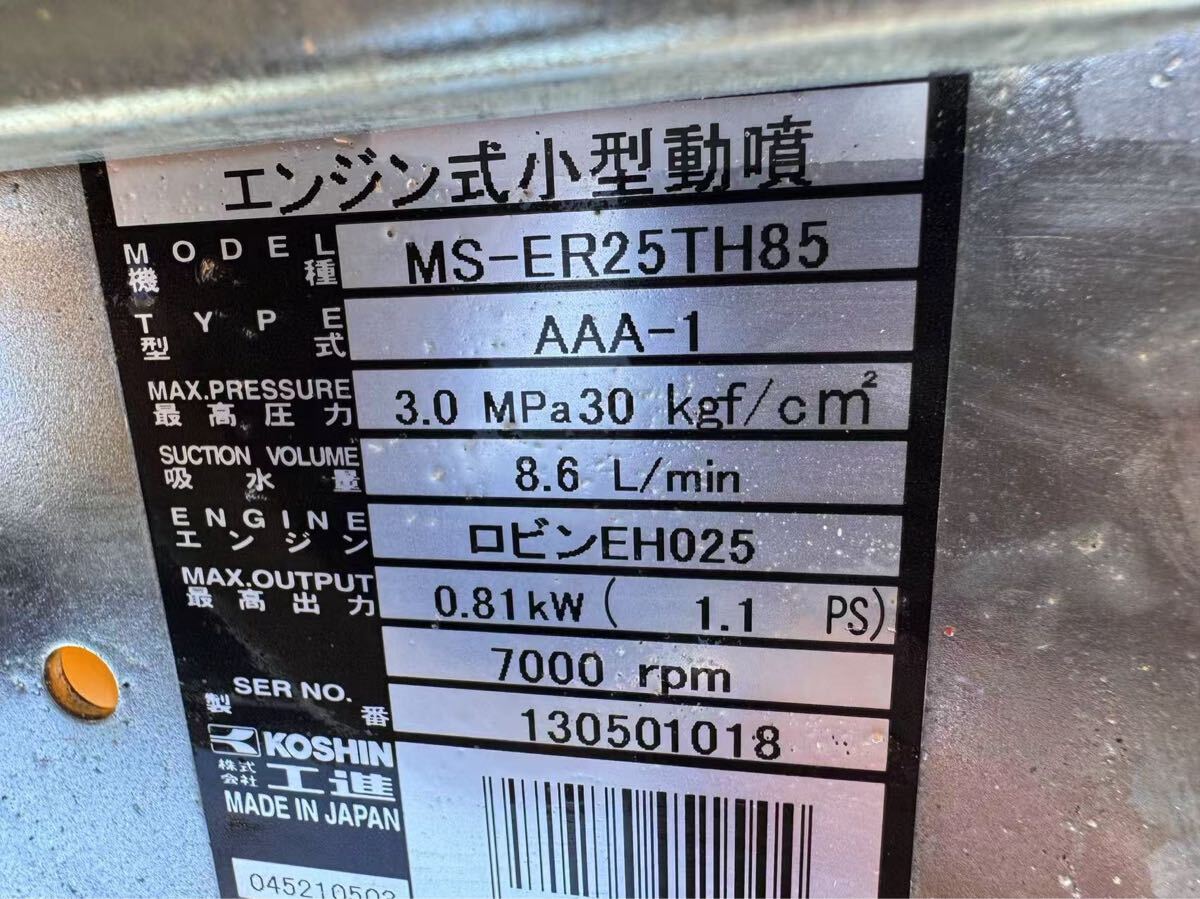 エンジン式小型動噴
MODEL MS-ER25TH85
機種
TYPE AAA-1
型式
MAX.PRESSURE 3.0 MPa30 kgf/cm²
最高圧力
SUCTION VOLUME 8.6 L/min
吸水量
ENGINE ロビンEH025
エンジン
MAX.OUTPUT 0.81kW( 1.1 PS)
最高出力
7000 rpm
SER NO. 130501018
製番
KOSHIN
株式会社 工進
MADE IN JAPAN